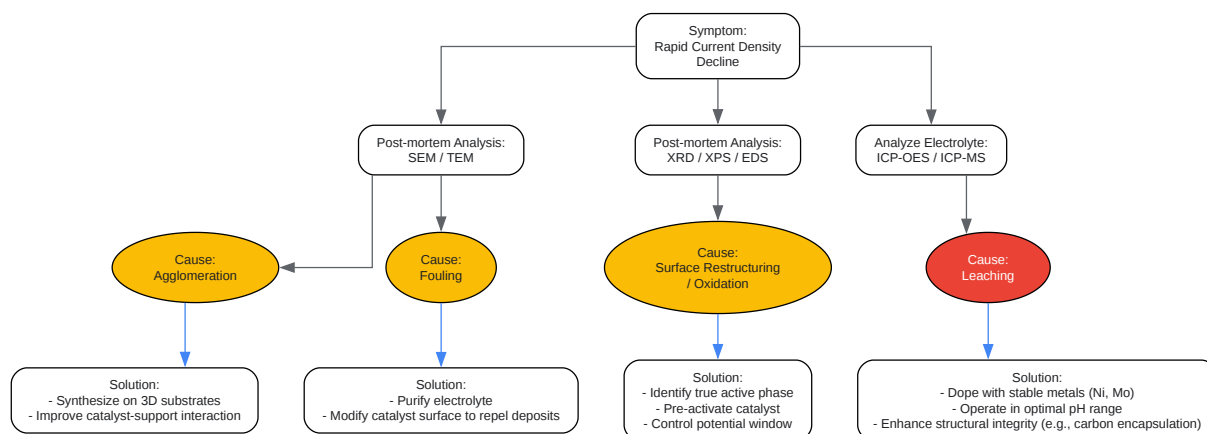 Symptom:
Rapid Current Density
Decline
Post-mortem Analysis:
SEM / TEM
Post-mortem Analysis:
XRD / XPS / EDS
Analyze Electrolyte:
ICP-OES / ICP-MS
Cause:
Agglomeration
Cause:
Fouling
Cause:
Surface Restructuring
/ Oxidation
Cause:
Leaching
Solution:
- Synthesize on 3D substrates
- Improve catalyst-support interaction
Solution:
- Purify electrolyte
- Modify catalyst surface to repel deposits
Solution:
- Identify true active phase
- Pre-activate catalyst
- Control potential window
Solution:
- Dope with stable metals (Ni, Mo)
- Operate in optimal pH range
- Enhance structural integrity (e.g., carbon encapsulation)